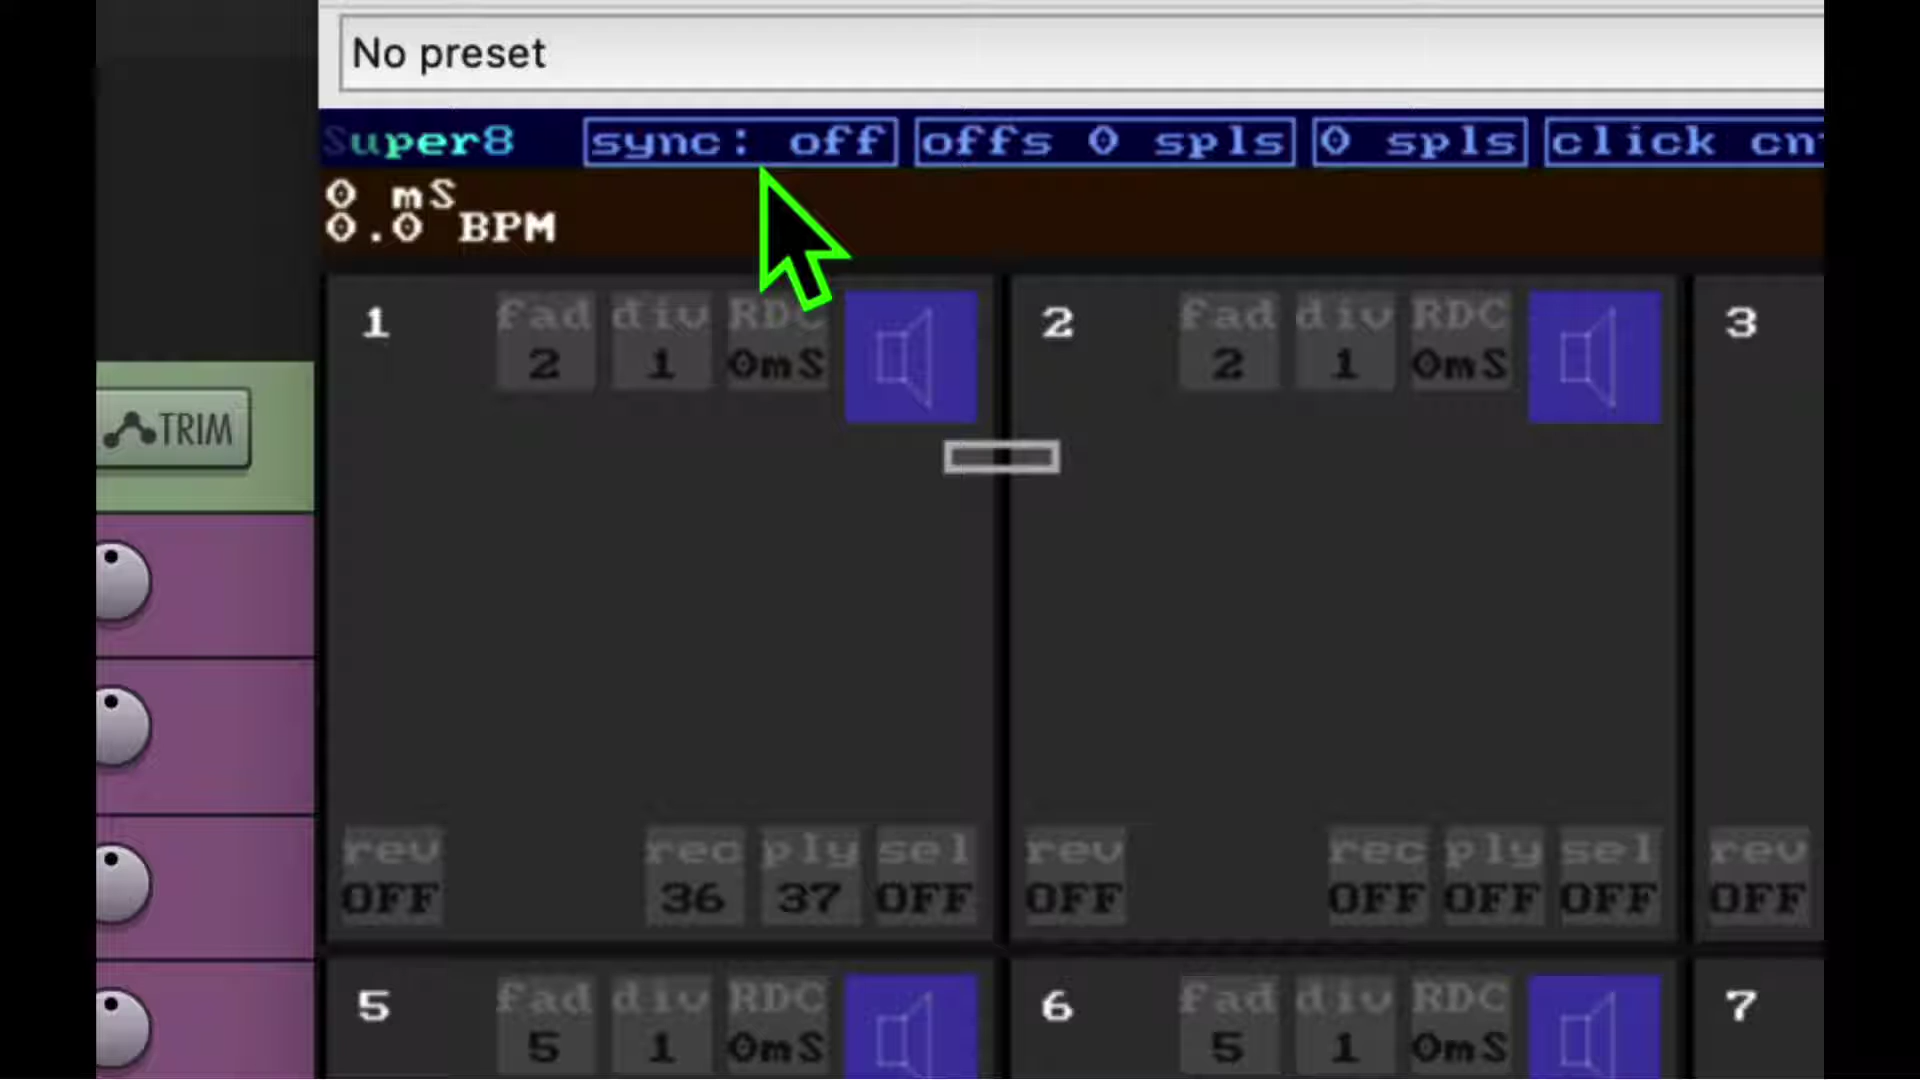 No preset
Super8 sync: off offs 0 spls 0 spls click cn
0 mS
0.0 BPM
1 fad div RDC 2 fad div RDC 3
2 1 0mS 2 1 0mS
TRIM
rev rec ply sel rev rec ply sel rev
OFF 36 37 OFF OFF OFF OFF OFF OFF
5 fad div RDC 6 fad div RDC 7
5 1 0mS 5 1 0mS